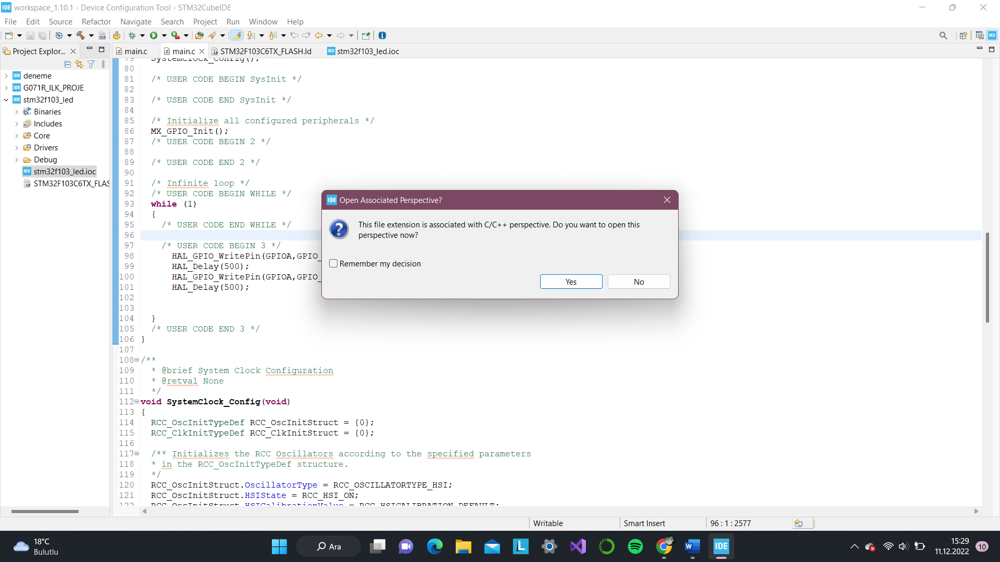 IDE workspace_1.10.1 - Device Configuration Tool - STM32CubeIDE
File Edit Source Refactor Navigate Search Project Run Window Help
Project Explor... main.c main.c STM32F103C6TX_FLASH.ld MX stm32f103_led.ioc
IDE deneme
IDE G071R_ILK_PROJE
IDE stm32f103_led
Binaries
Includes
Core
Drivers
Debug
MX stm32f103_led.ioc
STM32F103C6TX_FLAS
79 SystemClock_Config();
80
81 /* USER CODE BEGIN SysInit */
82
83 /* USER CODE END SysInit */
84
85 /* Initialize all configured peripherals */
86 MX_GPIO_Init();
87 /* USER CODE BEGIN 2 */
88
89 /* USER CODE END 2 */
90
91 /* Infinite loop */
92 /* USER CODE BEGIN WHILE */
93 while (1)
94 {
95 /* USER CODE END WHILE */
96
97 /* USER CODE BEGIN 3 */
98 HAL_GPIO_WritePin(GPIOA,GPIO_
99 HAL_Delay(500);
100 HAL_GPIO_WritePin(GPIOA,GPIO_
101 HAL_Delay(500);
102
103
104 }
105 /* USER CODE END 3 */
106 }
107
108 /**
109 * @brief System Clock Configuration
110 * @retval None
111 */
112 void SystemClock_Config(void)
113 {
114 RCC_OscInitTypeDef RCC_OscInitStruct = {0};
115 RCC_ClkInitTypeDef RCC_ClkInitStruct = {0};
116
117 /** Initializes the RCC Oscillators according to the specified parameters
118 * in the RCC_OscInitTypeDef structure.
119 */
120 RCC_OscInitStruct.OscillatorType = RCC_OSCILLATORTYPE_HSI;
121 RCC_OscInitStruct.HSIState = RCC_HSI_ON;
122 RCC_OscInitStruct.HSICalibrationValue = RCC_HSICALIBRATION_DEFAULT;
IDE Open Associated Perspective?
This file extension is associated with C/C++ perspective. Do you want to open this
perspective now?
Remember my decision
Yes No
Writable Smart Insert 96 : 1 : 2577
18°C
Bulutlu
Ara
IDE
15:29
11.12.2022
10